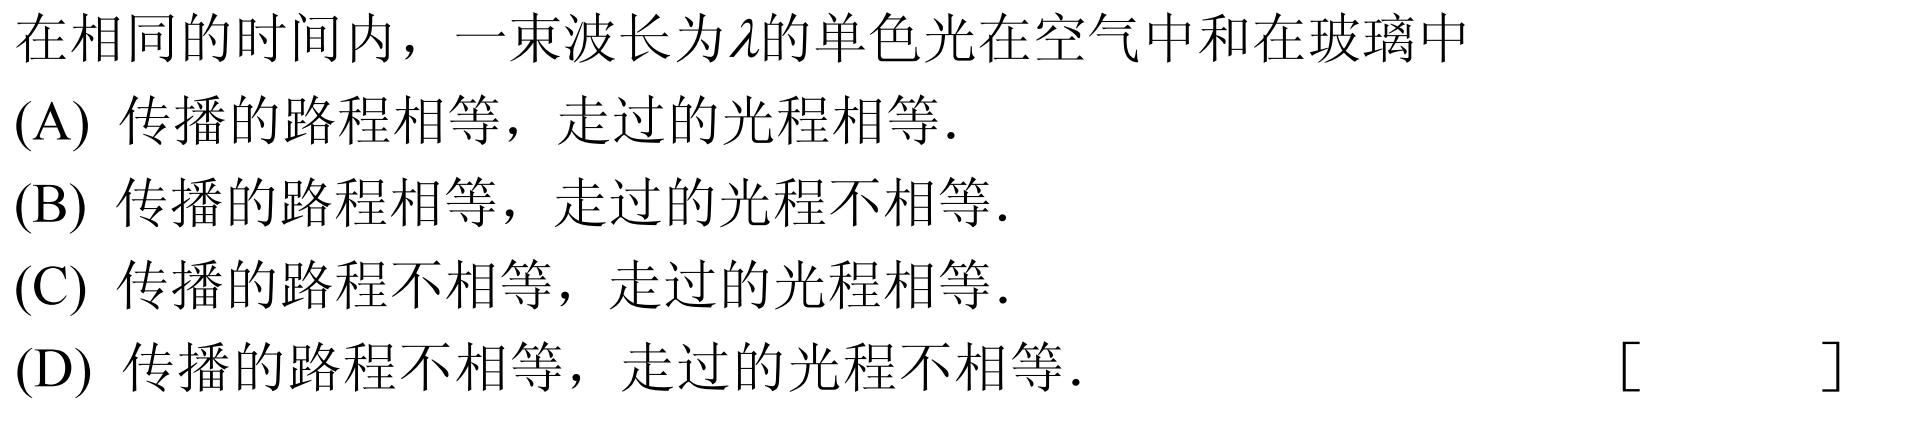 在相同的时间内，一束波长为λ的单色光在空气中和在玻璃中
(A) 传播的路程相等，走过的光程相等．
(B) 传播的路程相等，走过的光程不相等．
(C) 传播的路程不相等，走过的光程相等．
(D) 传播的路程不相等，走过的光程不相等． [ ]